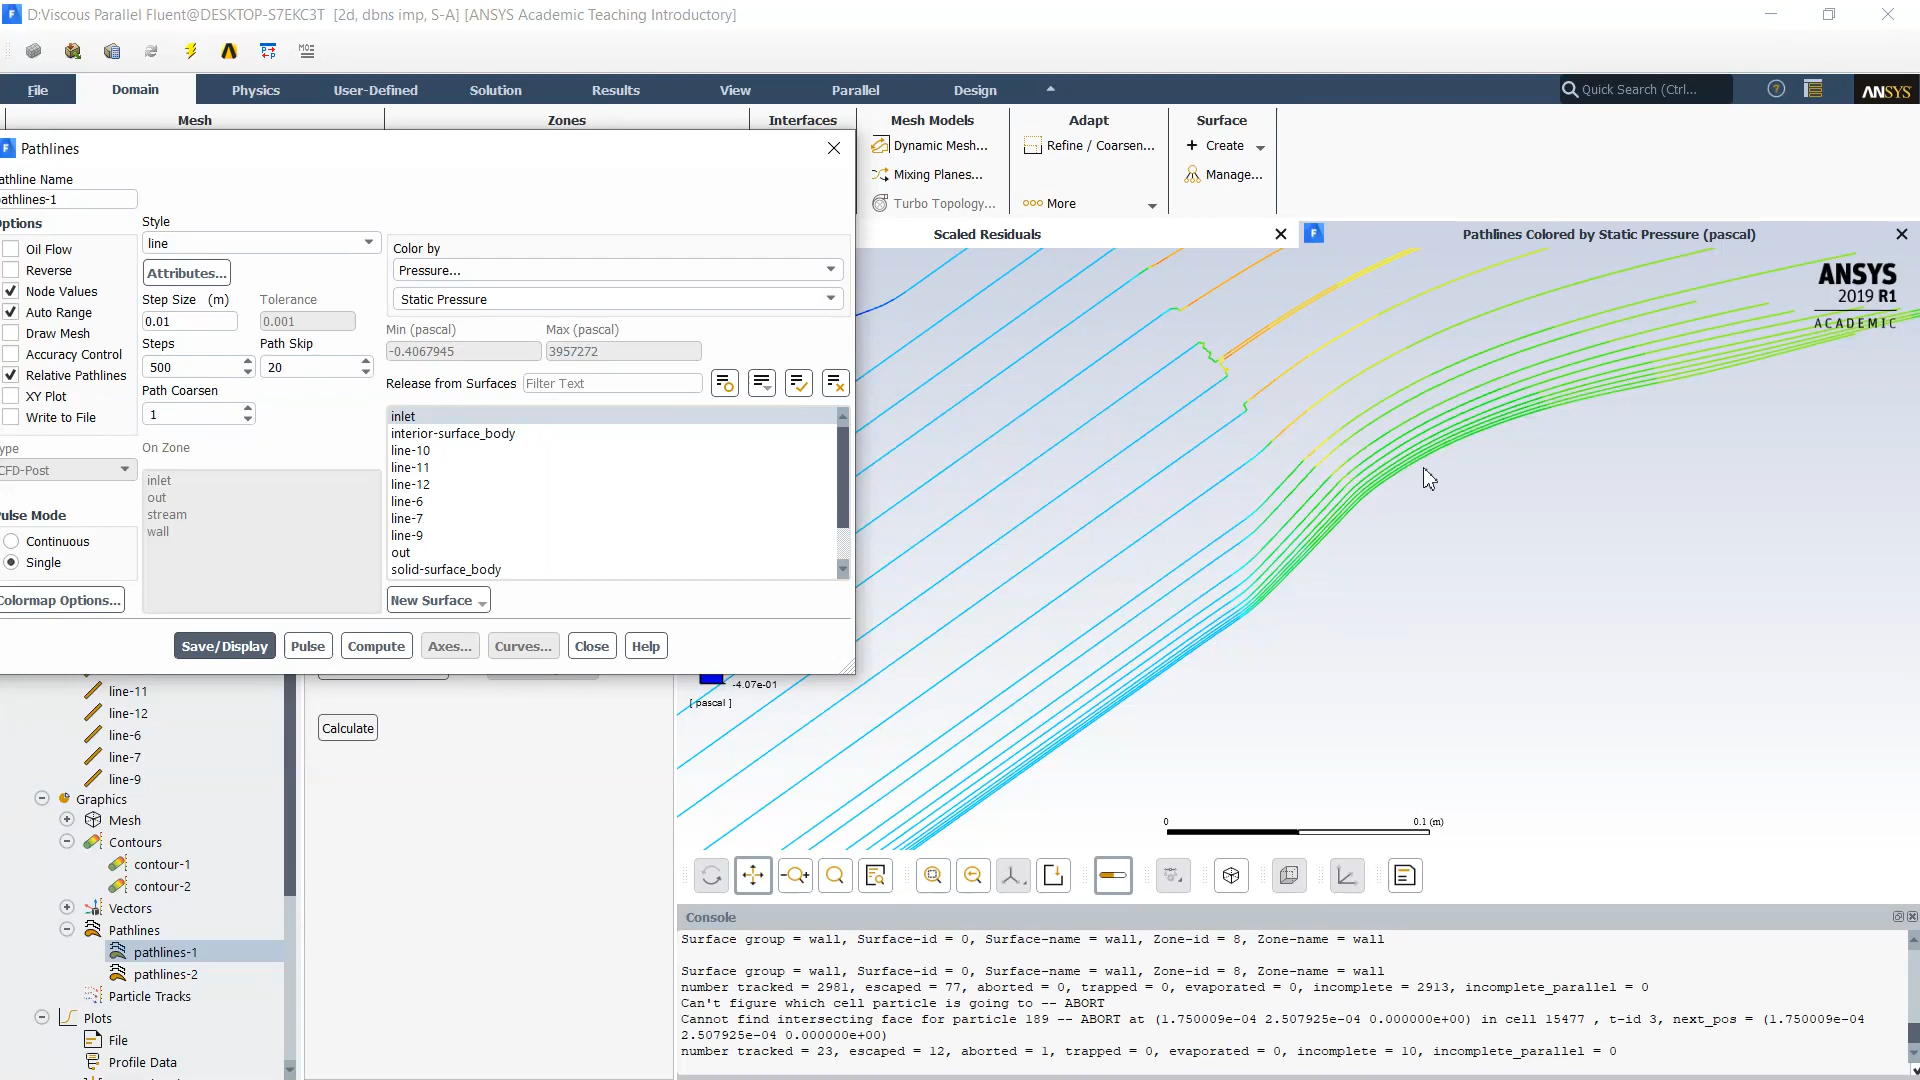 D:Viscous Parallel Fluent@DESKTOP-S7EKC3T [2d, dbns imp, S-A] [ANSYS Academic Teaching Introductory]
File Domain Physics User-Defined Solution Results View Parallel Design Quick Search (Ctrl... ANSYS
Mesh Zones Interfaces Mesh Models Adapt Surface
Dynamic Mesh... Refine / Coarsen... + Create
Mixing Planes... Manage...
Turbo Topology... More
Pathlines
athline Name
athlines-1
ptions
Oil Flow
Reverse
Node Values
Auto Range
Draw Mesh
Accuracy Control
Relative Pathlines
XY Plot
Write to File
ype
CFD-Post
ulse Mode
Continuous
Single
Colormap Options...
Style
line
Attributes...
Step Size (m) Tolerance
0.01 0.001
Steps Path Skip
500 20
Path Coarsen
1
On Zone
inlet
out
stream
wall
Color by
Pressure...
Static Pressure
Min (pascal) Max (pascal)
-0.4067945 3957272
Release from Surfaces Filter Text
inlet
interior-surface_body
line-10
line-11
line-12
line-6
line-7
line-9
out
solid-surface_body
New Surface
Save/Display Pulse Compute Axes... Curves... Close Help
Scaled Residuals Pathlines Colored by Static Pressure (pascal)
ANSYS
2019 R1
ACADEMIC
-4.07e-01
[ pascal ]
0 0.1 (m)
line-11
line-12
line-6
line-7
line-9
Graphics
Mesh
Contours
contour-1
contour-2
Vectors
Pathlines
pathlines-1
pathlines-2
Particle Tracks
Plots
File
Profile Data
Calculate
Console
Surface group = wall, Surface-id = 0, Surface-name = wall, Zone-id = 8, Zone-name = wall
Surface group = wall, Surface-id = 0, Surface-name = wall, Zone-id = 8, Zone-name = wall
number tracked = 2981, escaped = 77, aborted = 0, trapped = 0, evaporated = 0, incomplete = 2913, incomplete_parallel = 0
Can't figure which cell particle is going to -- ABORT
Cannot find intersecting face for particle 189 -- ABORT at (1.750009e-04 2.507925e-04 0.000000e+00) in cell 15477 , t-id 3, next_pos = (1.750009e-04
2.507925e-04 0.000000e+00)
number tracked = 23, escaped = 12, aborted = 1, trapped = 0, evaporated = 0, incomplete = 10, incomplete_parallel = 0